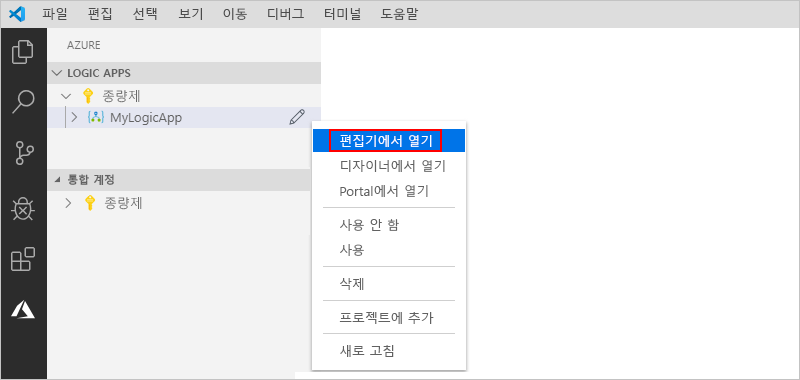 파일 편집 선택 보기 이동 디버그 터미널 도움말
AZURE
LOGIC APPS
종량제
MyLogicApp
통합 계정
종량제
편집기에서 열기
디자이너에서 열기
Portal에서 열기
사용 안 함
사용
삭제
프로젝트에 추가
새로 고침